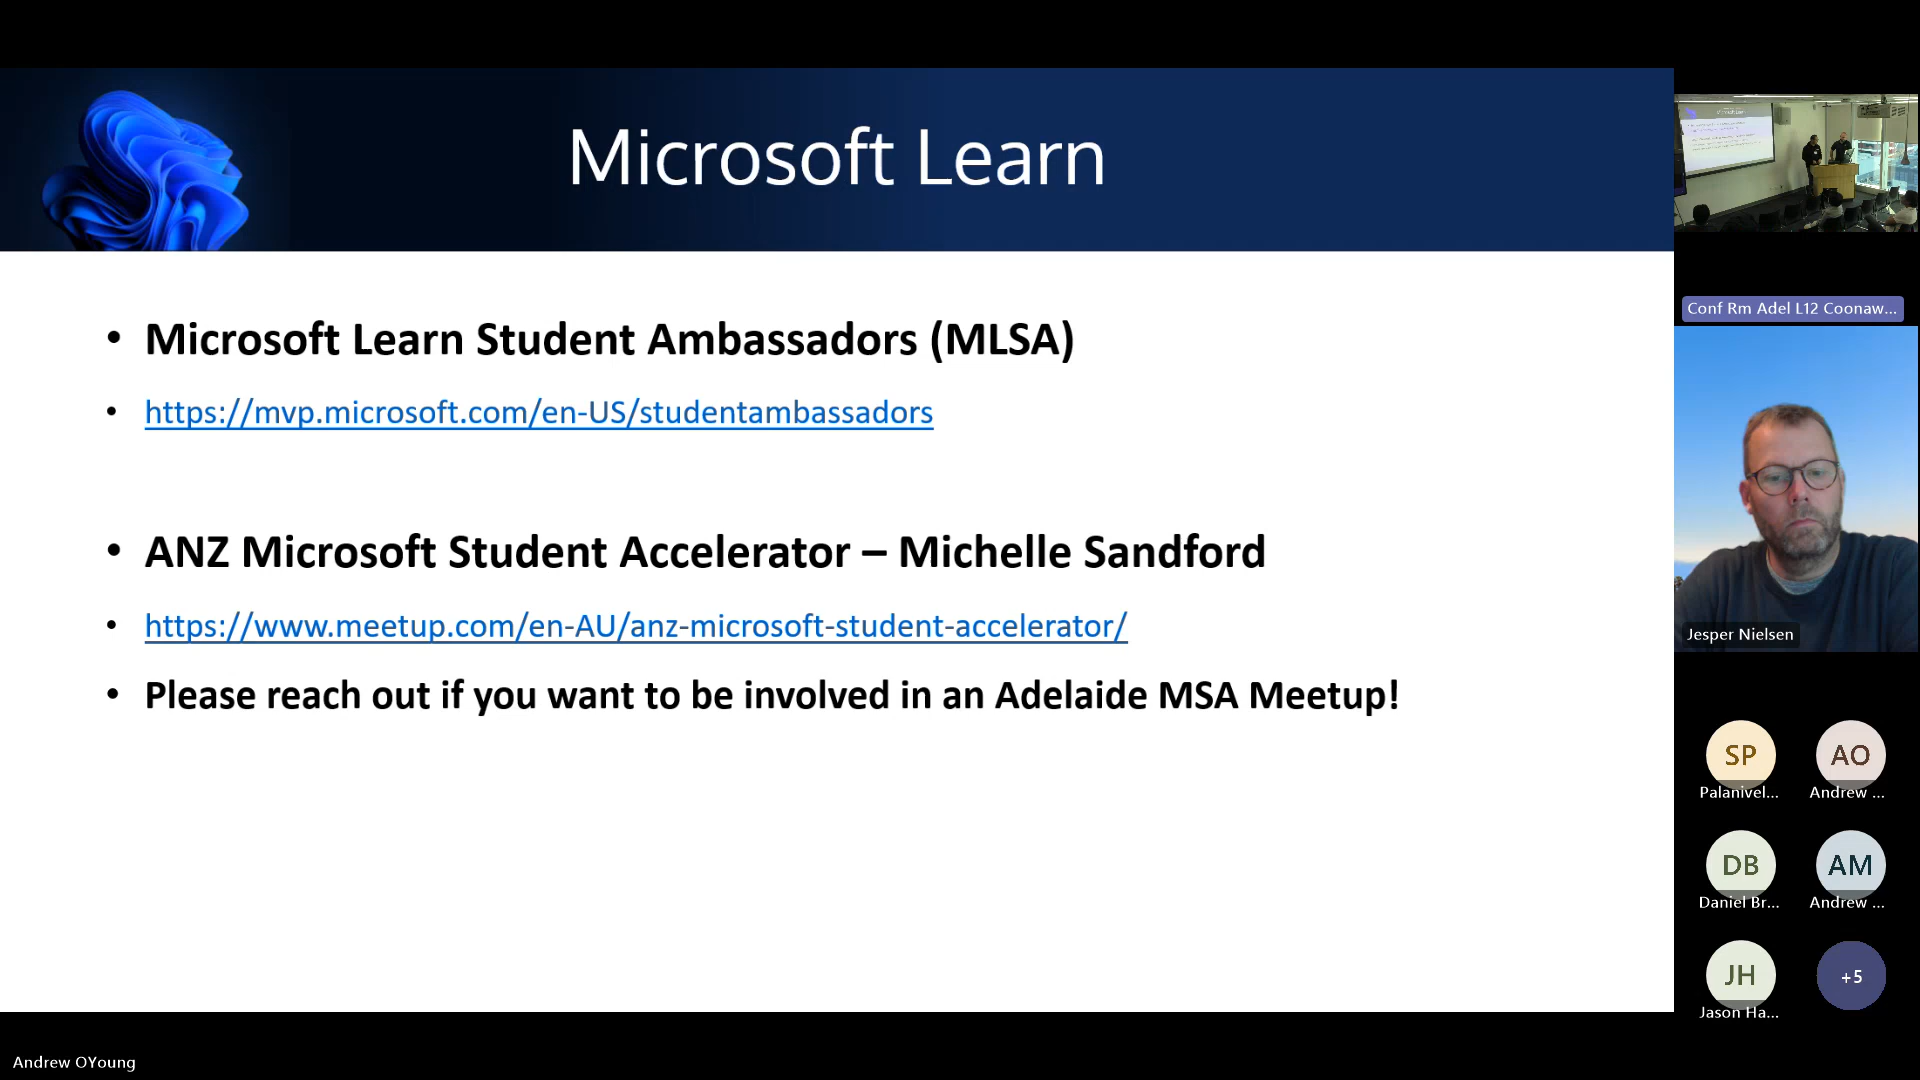 Microsoft Learn
• Microsoft Learn Student Ambassadors (MLSA)
• https://mvp.microsoft.com/en-US/studentambassadors
• ANZ Microsoft Student Accelerator – Michelle Sandford
• https://www.meetup.com/en-AU/anz-microsoft-student-accelerator/
• Please reach out if you want to be involved in an Adelaide MSA Meetup!
Conf Rm Adel L12 Coonaw...
Jesper Nielsen
SP
Palanivel...
AO
Andrew ...
DB
Daniel Br...
AM
Andrew ...
JH
Jason Ha...
+5
Andrew OYoung